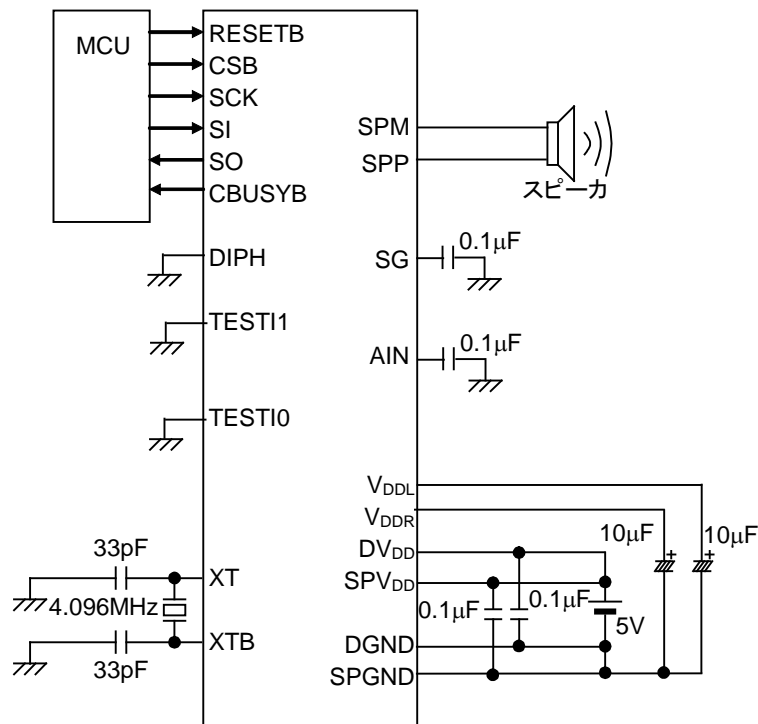 MCU
RESETB
CSB
SCK
SI
SO
CBUSYB
DIPH
TESTI1
TESTI0
33pF
XT
4.096MHz
XTB
33pF
SPM
SPP
スピーカ
SG
0.1μF
AIN
0.1μF
VDDL
VDDR
DVDD
SPVDD
10μF
10μF
0.1μF
0.1μF
5V
DGND
SPGND